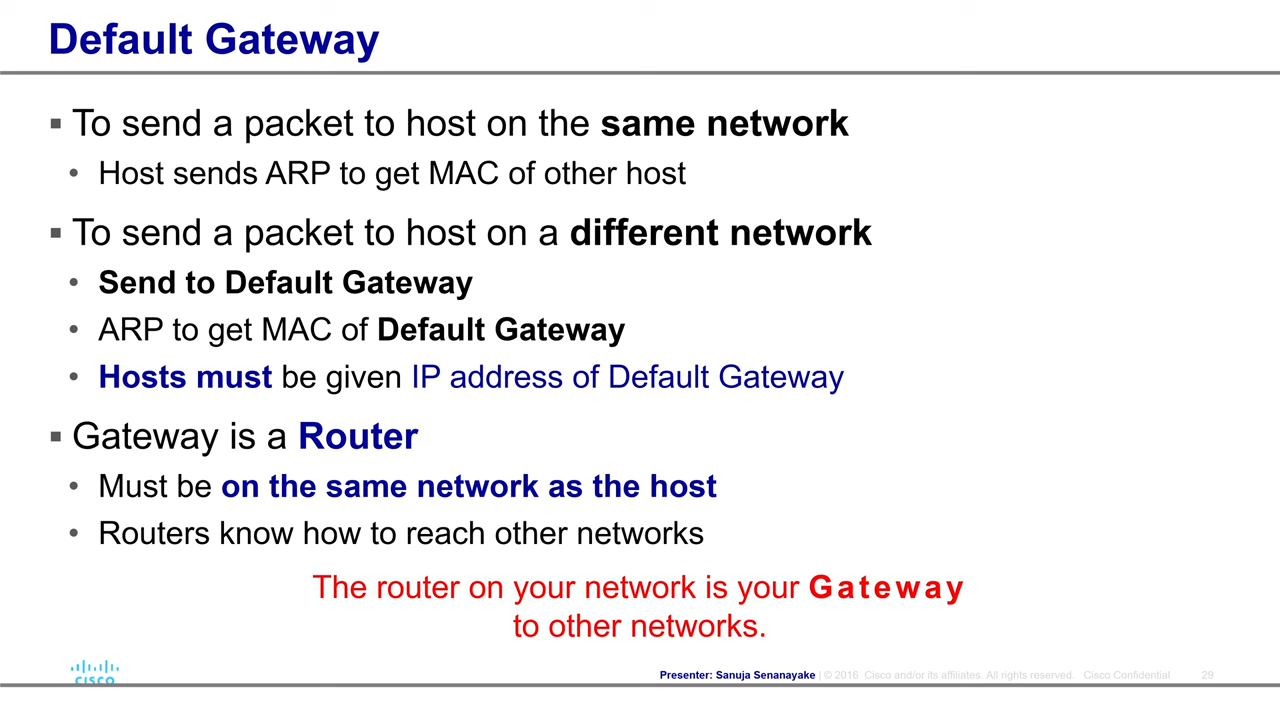 Default Gateway
▪ To send a packet to host on the same network
• Host sends ARP to get MAC of other host
▪ To send a packet to host on a different network
• Send to Default Gateway
• ARP to get MAC of Default Gateway
• Hosts must be given IP address of Default Gateway
▪ Gateway is a Router
• Must be on the same network as the host
• Routers know how to reach other networks
The router on your network is your Gateway
to other networks.
CISCO
Presenter: Sanuja Senanayake | © 2016 Cisco and/or its affiliates. All rights reserved. Cisco Confidential 29